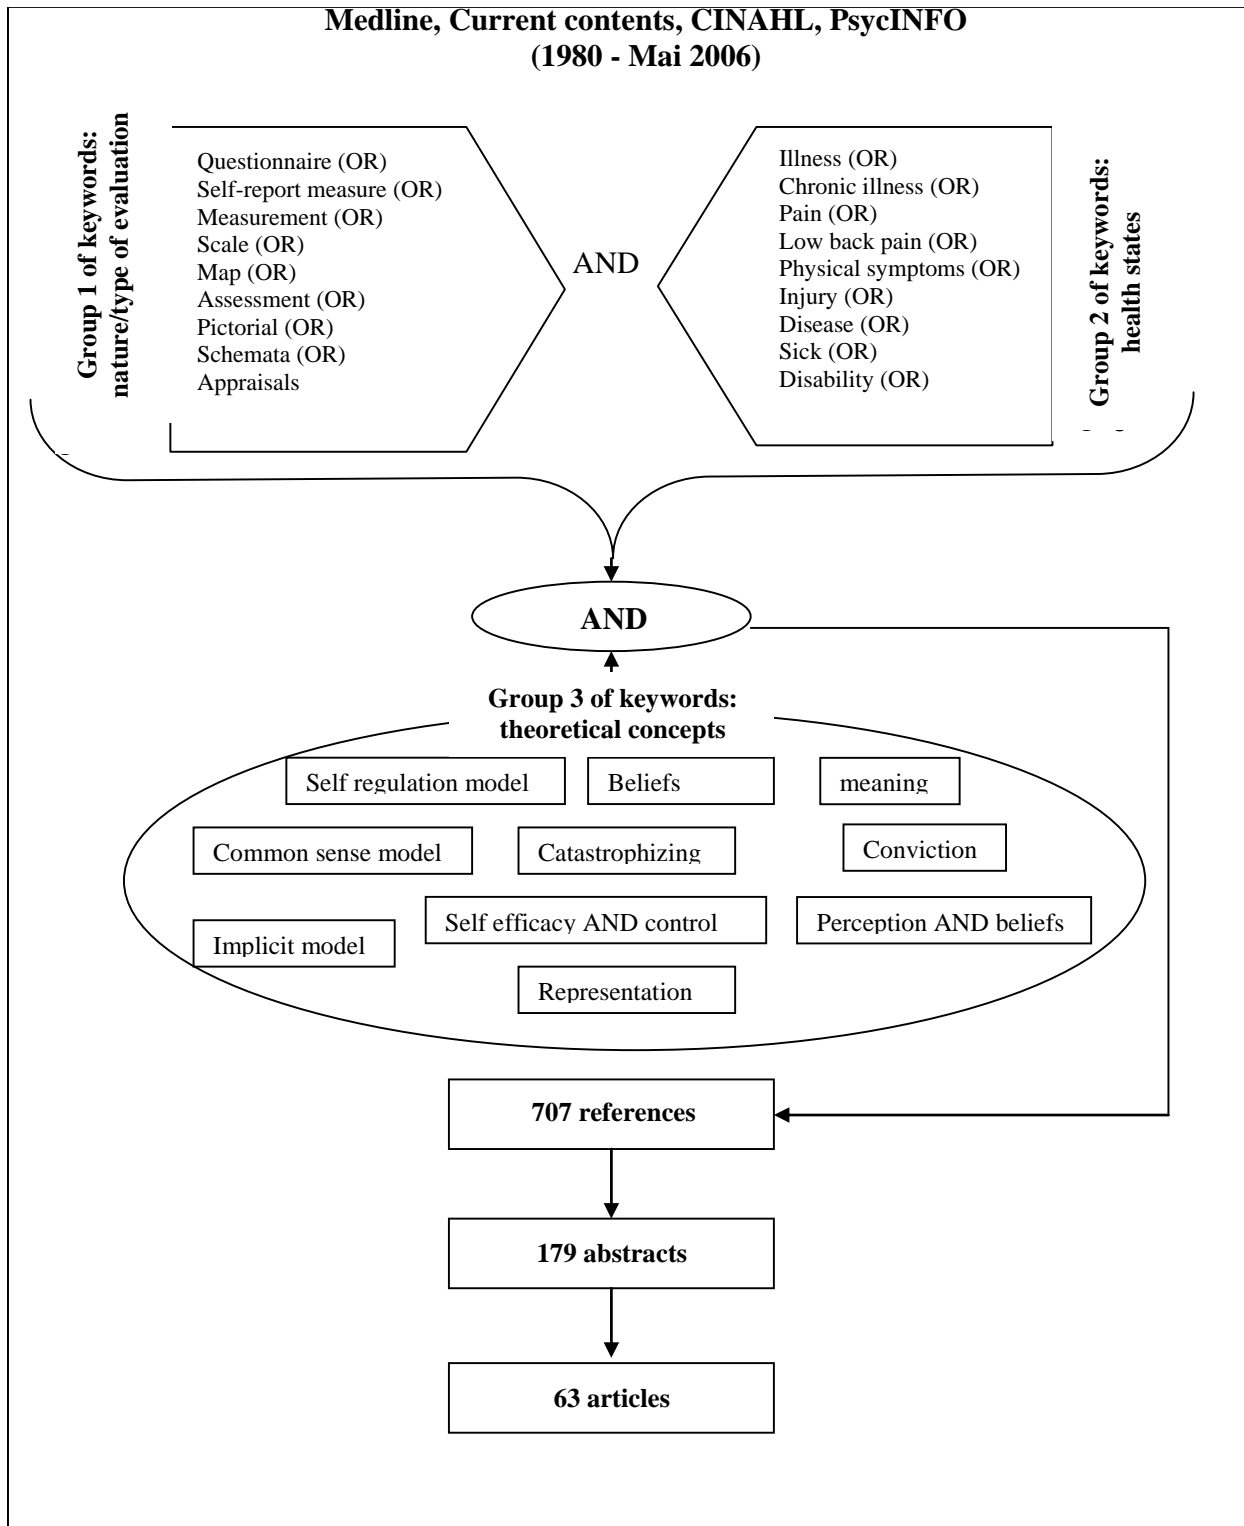 Medline, Current contents, CINAHL, PsycINFO
(1980 - Mai 2006)
Group 1 of keywords:
nature/type of evaluation
Questionnaire (OR)
Self-report measure (OR)
Measurement (OR)
Scale (OR)
Map (OR)
Assessment (OR)
Pictorial (OR)
Schemata (OR)
Appraisals
AND
Illness (OR)
Chronic illness (OR)
Pain (OR)
Low back pain (OR)
Physical symptoms (OR)
Injury (OR)
Disease (OR)
Sick (OR)
Disability (OR)
Group 2 of keywords:
health states
AND
Group 3 of keywords:
theoretical concepts
Self regulation model
Beliefs
meaning
Common sense model
Catastrophizing
Conviction
Implicit model
Self efficacy AND control
Perception AND beliefs
Representation
707 references
179 abstracts
63 articles